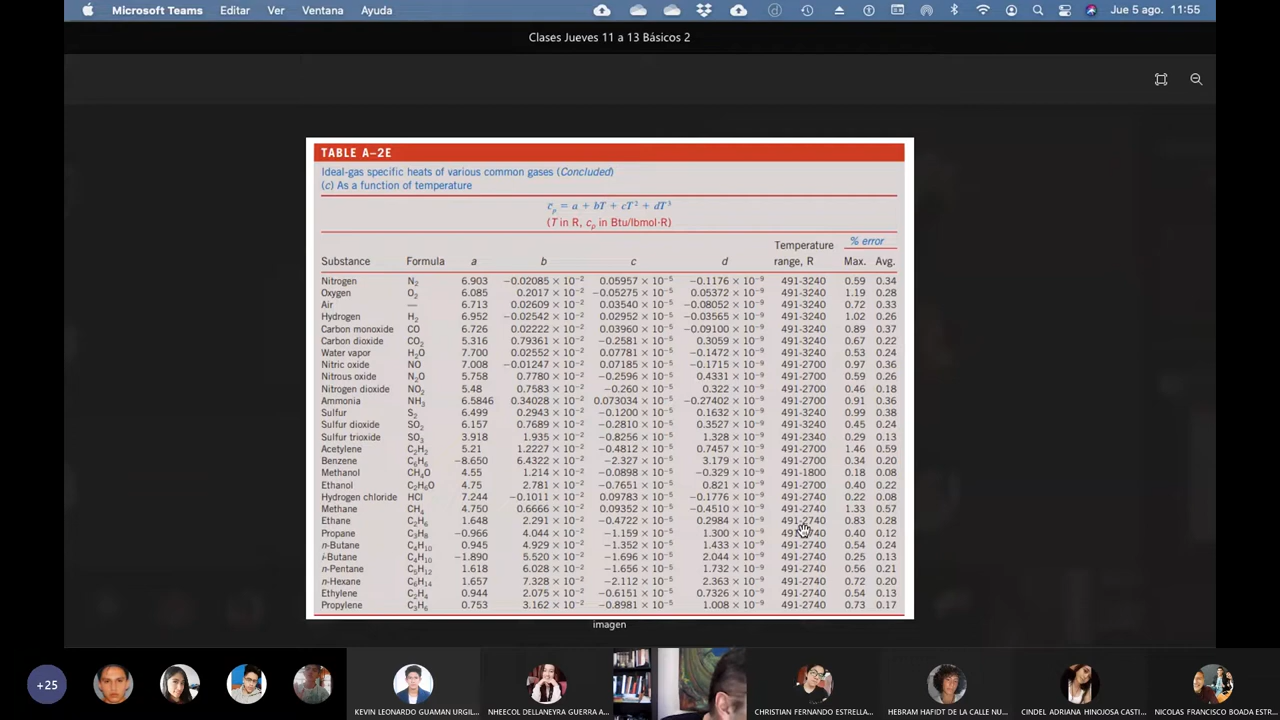 Microsoft Teams Editar Ver Ventana Ayuda Jue 5 ago. 11:55
Clases Jueves 11 a 13 Básicos 2
TABLE A–2E
Ideal-gas specific heats of various common gases (Concluded)
(c) As a function of temperature
c̅p = a + bT + cT² + dT³
(T in R, cp in Btu/lbmol·R)
Temperature % error
Substance Formula a b c d range, R Max. Avg.
Nitrogen N₂ 6.903 −0.02085 × 10⁻² 0.05957 × 10⁻⁵ −0.1176 × 10⁻⁹ 491-3240 0.59 0.34
Oxygen O₂ 6.085 0.2017 × 10⁻² −0.05275 × 10⁻⁵ 0.05372 × 10⁻⁹ 491-3240 1.19 0.28
Air — 6.713 0.02609 × 10⁻² 0.03540 × 10⁻⁵ −0.08052 × 10⁻⁹ 491-3240 0.72 0.33
Hydrogen H₂ 6.952 −0.02542 × 10⁻² 0.02952 × 10⁻⁵ −0.03565 × 10⁻⁹ 491-3240 1.02 0.26
Carbon monoxide CO 6.726 0.02222 × 10⁻² 0.03960 × 10⁻⁵ −0.09100 × 10⁻⁹ 491-3240 0.89 0.37
Carbon dioxide CO₂ 5.316 0.79361 × 10⁻² −0.2581 × 10⁻⁵ 0.3059 × 10⁻⁹ 491-3240 0.67 0.22
Water vapor H₂O 7.700 0.02552 × 10⁻² 0.07781 × 10⁻⁵ −0.1472 × 10⁻⁹ 491-3240 0.53 0.24
Nitric oxide NO 7.008 −0.01247 × 10⁻² 0.07185 × 10⁻⁵ −0.1715 × 10⁻⁹ 491-2700 0.97 0.36
Nitrous oxide N₂O 5.758 0.7780 × 10⁻² −0.2596 × 10⁻⁵ 0.4331 × 10⁻⁹ 491-2700 0.59 0.26
Nitrogen dioxide NO₂ 5.48 0.7583 × 10⁻² −0.260 × 10⁻⁵ 0.322 × 10⁻⁹ 491-2700 0.46 0.18
Ammonia NH₃ 6.5846 0.34028 × 10⁻² 0.073034 × 10⁻⁵ −0.27402 × 10⁻⁹ 491-2700 0.91 0.36
Sulfur S₂ 6.499 0.2943 × 10⁻² −0.1200 × 10⁻⁵ 0.1632 × 10⁻⁹ 491-3240 0.99 0.38
Sulfur dioxide SO₂ 6.157 0.7689 × 10⁻² −0.2810 × 10⁻⁵ 0.3527 × 10⁻⁹ 491-3240 0.45 0.24
Sulfur trioxide SO₃ 3.918 1.935 × 10⁻² −0.8256 × 10⁻⁵ 1.328 × 10⁻⁹ 491-2340 0.29 0.13
Acetylene C₂H₂ 5.21 1.2227 × 10⁻² −0.4812 × 10⁻⁵ 0.7457 × 10⁻⁹ 491-2700 1.46 0.59
Benzene C₆H₆ −8.650 6.4322 × 10⁻² −2.327 × 10⁻⁵ 3.179 × 10⁻⁹ 491-2700 0.34 0.20
Methanol CH₄O 4.55 1.214 × 10⁻² −0.0898 × 10⁻⁵ −0.329 × 10⁻⁹ 491-1800 0.18 0.08
Ethanol C₂H₆O 4.75 2.781 × 10⁻² −0.7651 × 10⁻⁵ 0.821 × 10⁻⁹ 491-2700 0.40 0.22
Hydrogen chloride HCl 7.244 −0.1011 × 10⁻² 0.09783 × 10⁻⁵ −0.1776 × 10⁻⁹ 491-2740 0.22 0.08
Methane CH₄ 4.750 0.6666 × 10⁻² 0.9352 × 10⁻⁵ −0.4510 × 10⁻⁹ 491-2740 1.33 0.57
Ethane C₂H₆ 1.648 2.291 × 10⁻² −0.4722 × 10⁻⁵ 0.2984 × 10⁻⁹ 491-2740 0.83 0.28
Propane C₃H₈ −0.966 4.044 × 10⁻² −1.159 × 10⁻⁵ 1.300 × 10⁻⁹ 491-2740 0.40 0.12
n-Butane C₄H₁₀ 0.945 4.929 × 10⁻² −1.352 × 10⁻⁵ 1.433 × 10⁻⁹ 491-2740 0.54 0.24
i-Butane C₄H₁₀ −1.890 5.520 × 10⁻² −1.696 × 10⁻⁵ 2.044 × 10⁻⁹ 491-2740 0.25 0.13
n-Pentane C₅H₁₂ 1.618 6.028 × 10⁻² −1.656 × 10⁻⁵ 1.732 × 10⁻⁹ 491-2740 0.56 0.21
n-Hexane C₆H₁₄ 1.657 7.328 × 10⁻² −2.112 × 10⁻⁵ 2.363 × 10⁻⁹ 491-2740 0.72 0.20
Ethylene C₂H₄ 0.944 2.075 × 10⁻² −0.6151 × 10⁻⁵ 0.7326 × 10⁻⁹ 491-2740 0.54 0.13
Propylene C₃H₆ 0.753 3.162 × 10⁻² −0.8981 × 10⁻⁵ 1.008 × 10⁻⁹ 491-2740 0.73 0.17
imagen
+25
KEVIN LEONARDO GUAMAN URGIL... NHEECOL DELLANEYRA GUERRA A... CHRISTIAN FERNANDO ESTRELLA... HEBRAM HAFIDT DE LA CALLE NU... CINDEL ADRIANA HINOJOSA CASTI... NICOLAS FRANCISCO BOADA ESTR...